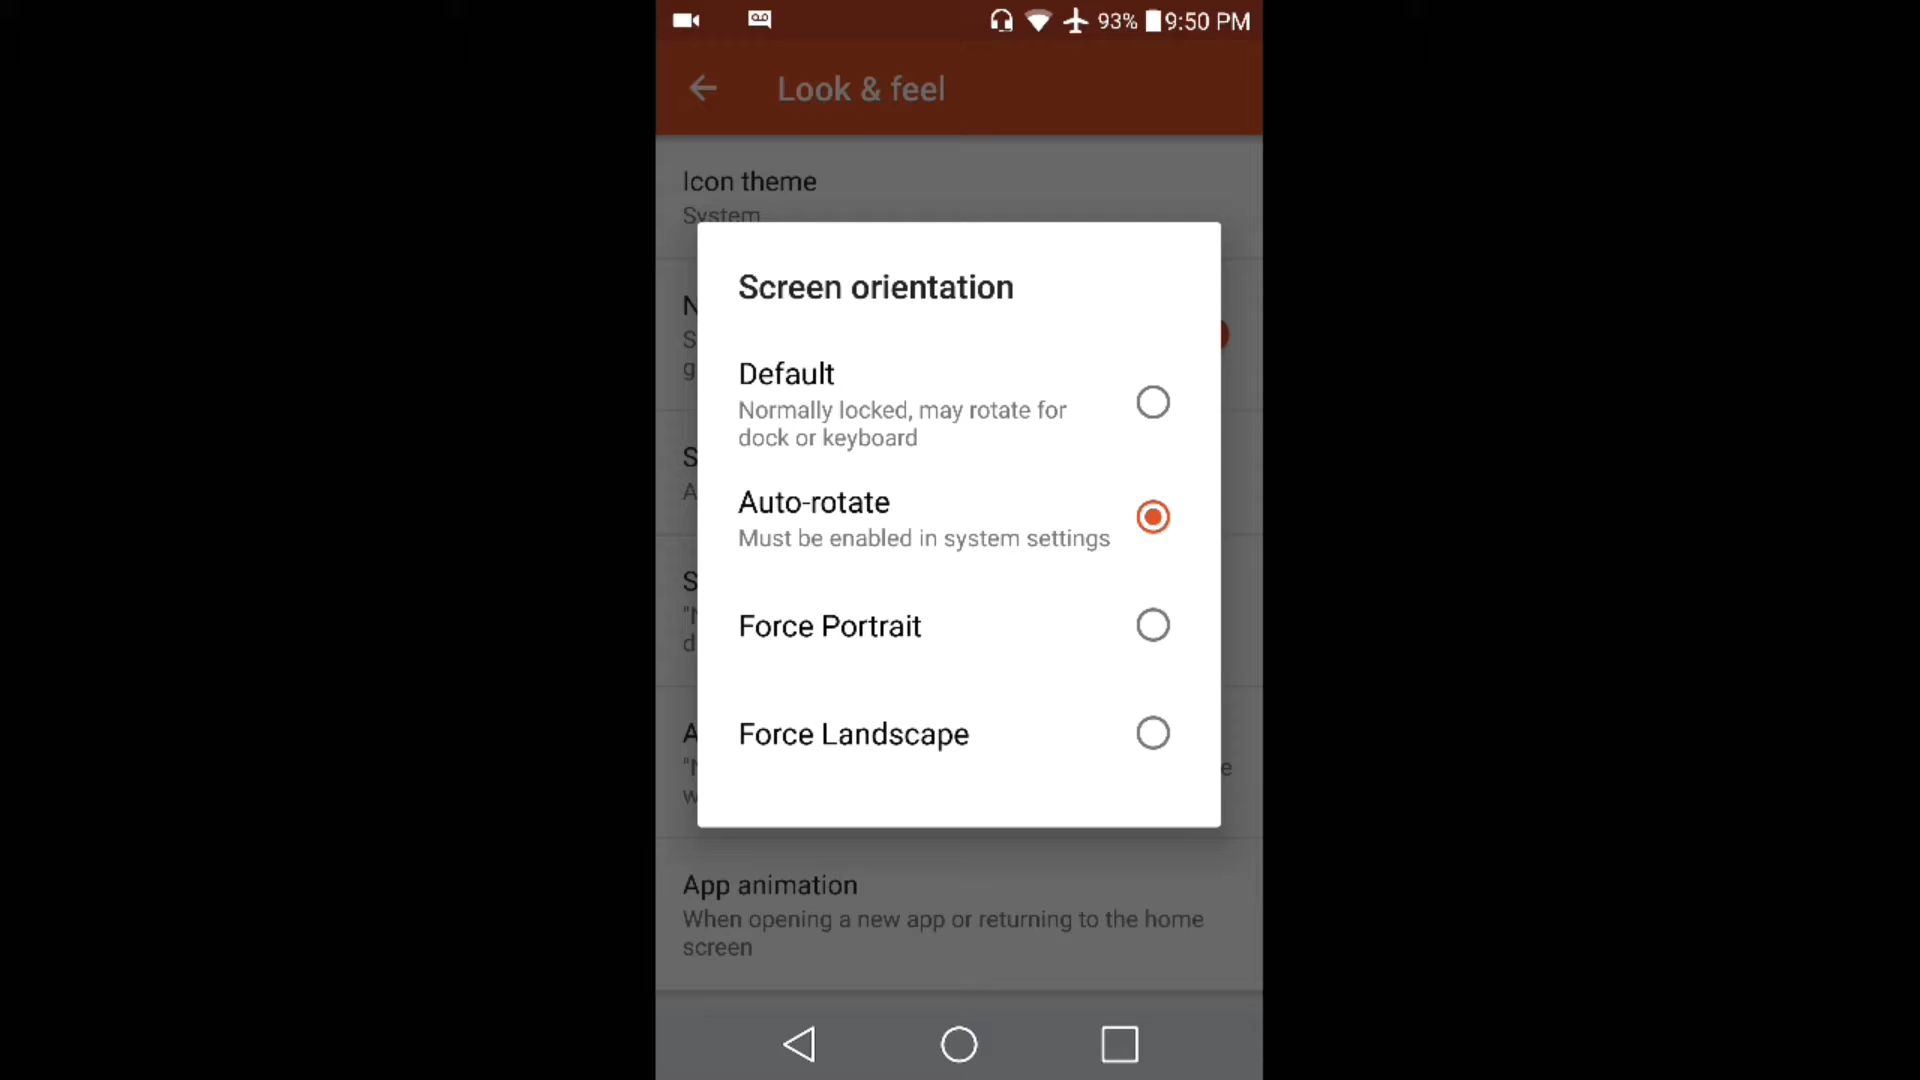 93% 9:50 PM
Look & feel
Icon theme
System
Screen orientation
Default
Normally locked, may rotate for
dock or keyboard
Auto-rotate
Must be enabled in system settings
Force Portrait
Force Landscape
App animation
When opening a new app or returning to the home
screen